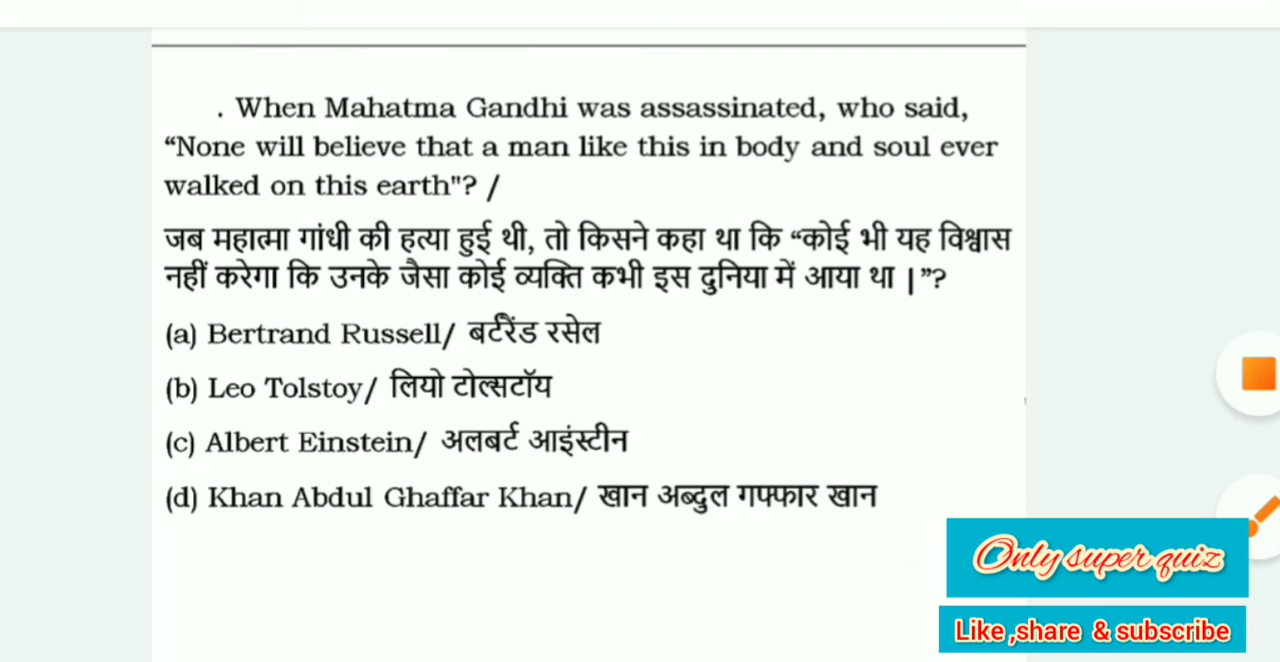 . When Mahatma Gandhi was assassinated, who said,
“None will believe that a man like this in body and soul ever
walked on this earth"? /
जब महात्मा गांधी की हत्या हुई थी, तो किसने कहा था कि “कोई भी यह विश्वास
नहीं करेगा कि उनके जैसा कोई व्यक्ति कभी इस दुनिया में आया था |”?
(a) Bertrand Russell/ बर्टरैंड रसेल
(b) Leo Tolstoy/ लियो टोल्सटॉय
(c) Albert Einstein/ अलबर्ट आइंस्टीन
(d) Khan Abdul Ghaffar Khan/ खान अब्दुल गफ्फार खान
Only super quiz
Like ,share & subscribe